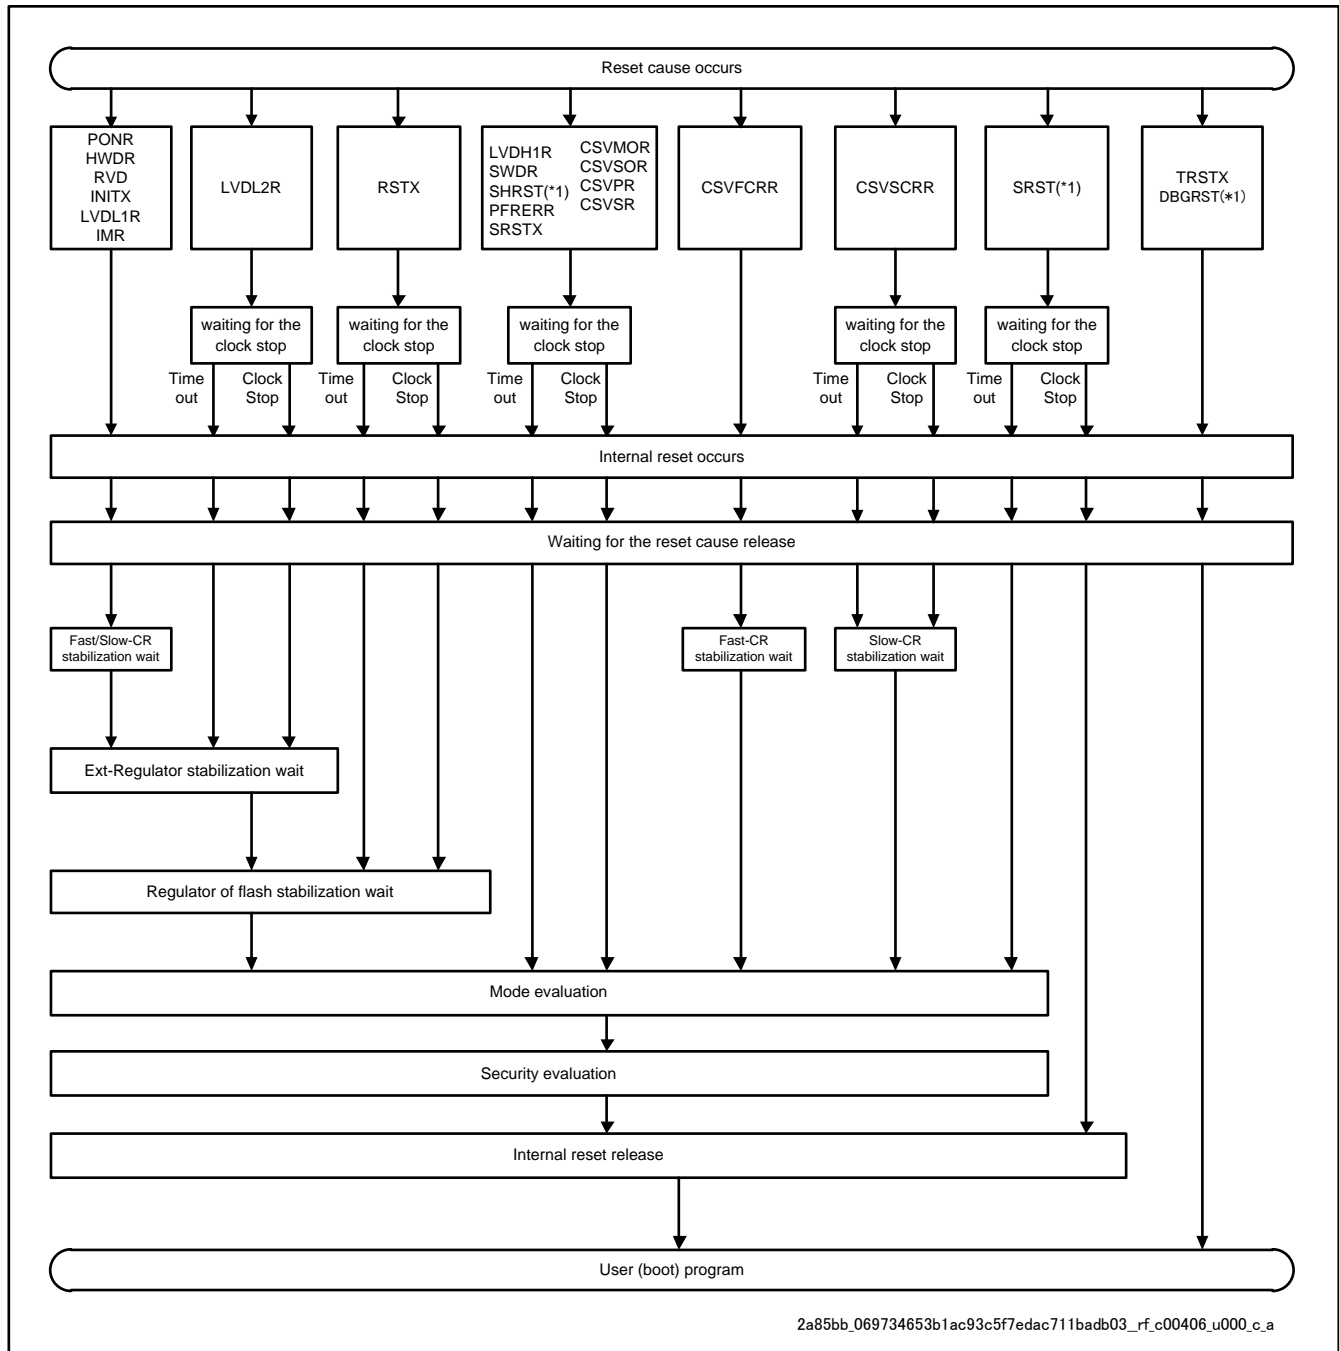 Reset cause occurs
PONR
HWDR
RVD
INITX
LVDL1R
IMR
LVDL2R
RSTX
LVDH1R
SWDR
SHRST(*1)
PFRERR
SRSTX
CSVMOR
CSVSOR
CSVPR
CSVSR
CSVFCRR
CSVSCRR
SRST(*1)
TRSTX
DBGRST(*1)
waiting for the
clock stop
waiting for the
clock stop
waiting for the
clock stop
waiting for the
clock stop
waiting for the
clock stop
Time
out
Clock
Stop
Time
out
Clock
Stop
Time
out
Clock
Stop
Time
out
Clock
Stop
Time
out
Clock
Stop
Internal reset occurs
Waiting for the reset cause release
Fast/Slow-CR
stabilization wait
Fast-CR
stabilization wait
Slow-CR
stabilization wait
Ext-Regulator stabilization wait
Regulator of flash stabilization wait
Mode evaluation
Security evaluation
Internal reset release
User (boot) program
2a85bb_069734653b1ac93c5f7edac711badb03__rf_c00406_u000_c_a